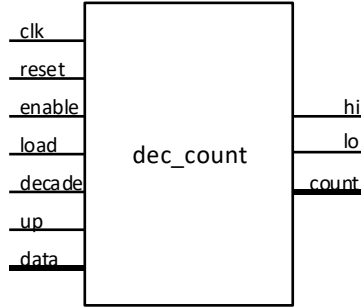 clk
reset
enable
load
decade
up
data
dec_count
hi
lo
count